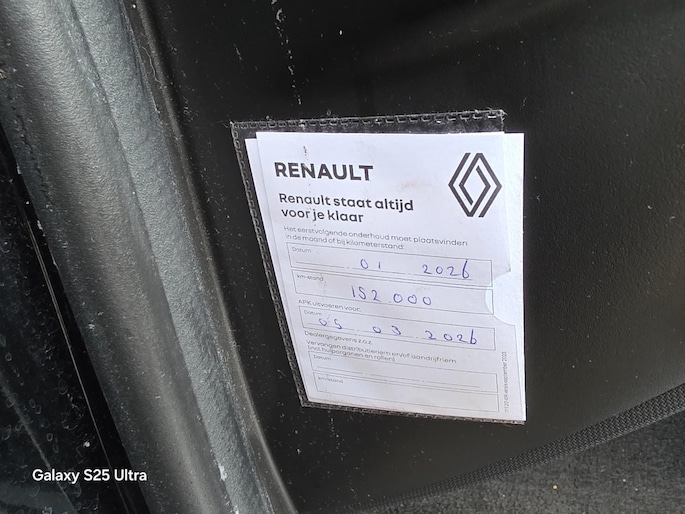 RENAULT
Renault staat altijd
voor je klaar
Het eerstvolgende onderhoud moet plaatsvinden
in de maand of bij kilometerstand:
Datum
01 2026
km-stand
152.000
APK uitvoeren voor:
Datum
05 03 2026
Dealergegevens z.o.z.
Vervangen distributieriem en/of aandrijfriem
(incl. hulporganen en rollen)
Datum
km-stand
Galaxy S25 Ultra